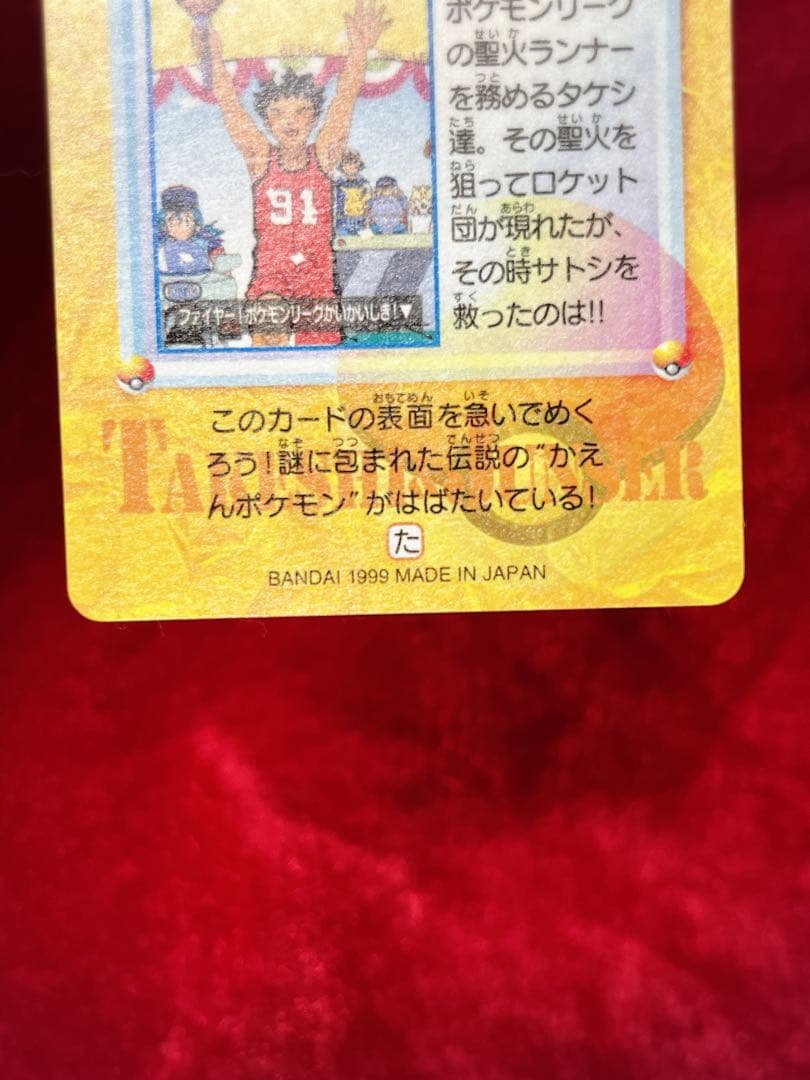 ポケモンリーグ
の聖火ランナー
を務めるタケシ
達。その聖火を
狙ってロケット
団が現れたが、
その時サトシを
救ったのは!!
91
ファイヤー!ポケモンリーグかいかいしき!▼
このカードの表面を急いでめく
ろう!謎に包まれた伝説の"かえ
んポケモン"がはばたいている!
た
BANDAI 1999 MADE IN JAPAN